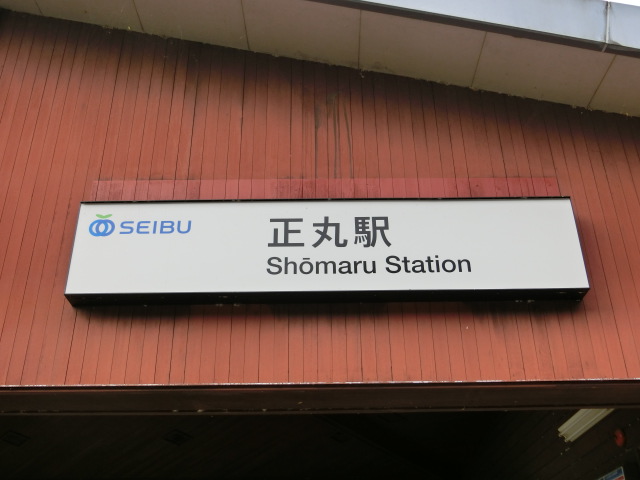 SEIBU
正丸駅
Shōmaru Station